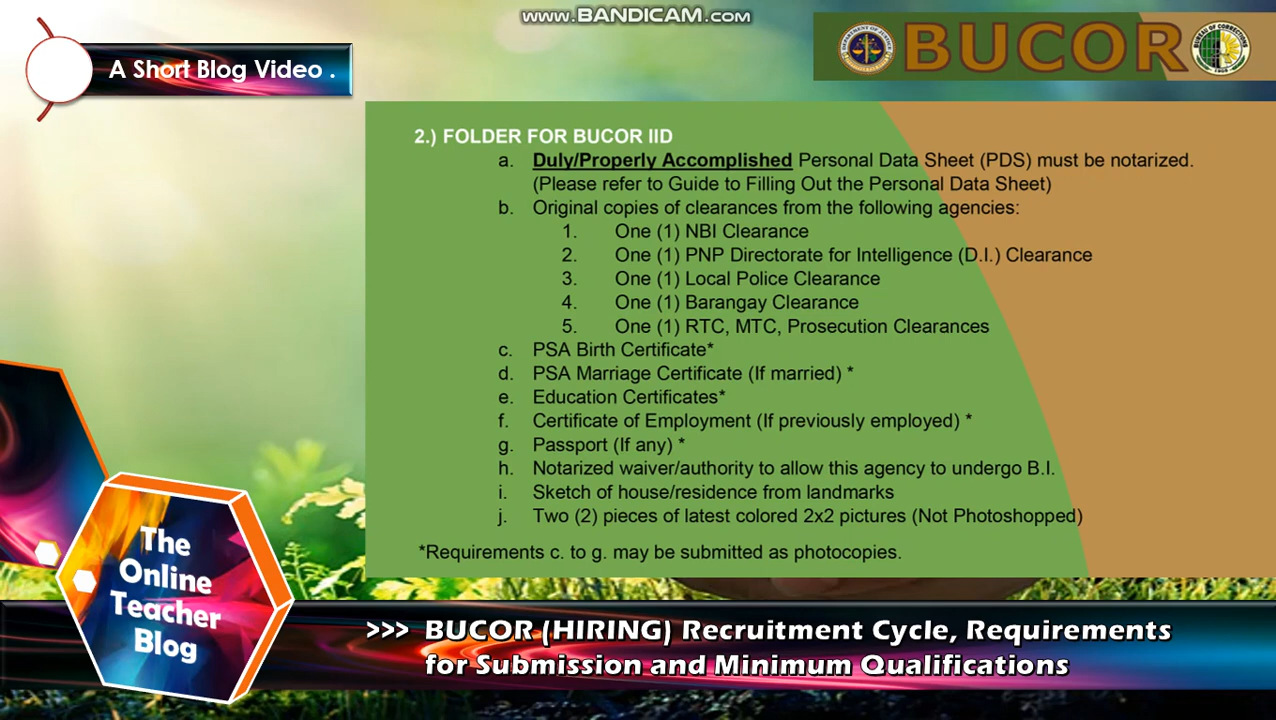 www.BANDICAM.com
A Short Blog Video .
BUCOR
DEPARTMENT OF JUSTICE
BUREAU OF CORRECTIONS
1905
2.) FOLDER FOR BUCOR IID
a. Duly/Properly Accomplished Personal Data Sheet (PDS) must be notarized.
(Please refer to Guide to Filling Out the Personal Data Sheet)
b. Original copies of clearances from the following agencies:
1. One (1) NBI Clearance
2. One (1) PNP Directorate for Intelligence (D.I.) Clearance
3. One (1) Local Police Clearance
4. One (1) Barangay Clearance
5. One (1) RTC, MTC, Prosecution Clearances
c. PSA Birth Certificate*
d. PSA Marriage Certificate (If married) *
e. Education Certificates*
f. Certificate of Employment (If previously employed) *
g. Passport (If any) *
h. Notarized waiver/authority to allow this agency to undergo B.I.
i. Sketch of house/residence from landmarks
j. Two (2) pieces of latest colored 2x2 pictures (Not Photoshopped)
*Requirements c. to g. may be submitted as photocopies.
The
Online
Teacher
Blog
>>> BUCOR (HIRING) Recruitment Cycle, Requirements
for Submission and Minimum Qualifications